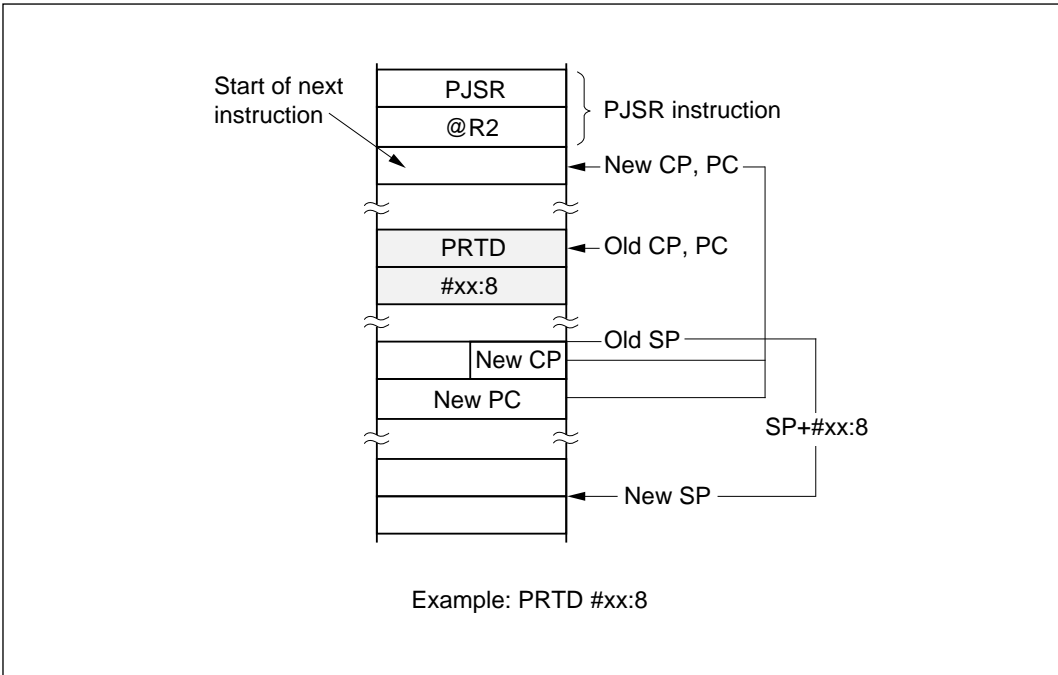 Start of next
instruction
PJSR
@R2
PJSR instruction
New CP, PC
PRTD
Old CP, PC
#xx:8
Old SP
New CP
New PC
SP+#xx:8
New SP
Example: PRTD #xx:8